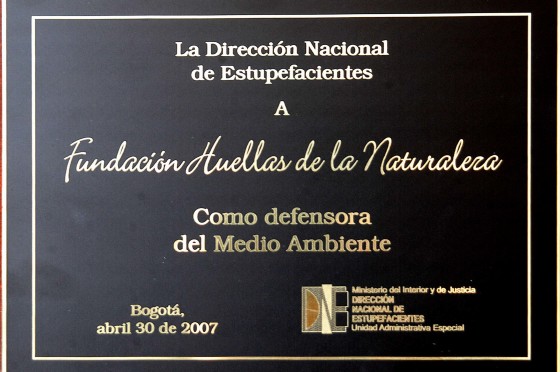 La Dirección Nacional
de Estupefacientes
A
Fundación Huellas de la Naturaleza
Como defensora
del Medio Ambiente
Bogotá,
abril 30 de 2007
DNE
Ministerio del Interior y de Justicia
DIRECCIÓN
NACIONAL DE
ESTUPEFACIENTES
Unidad Administrativa Especial